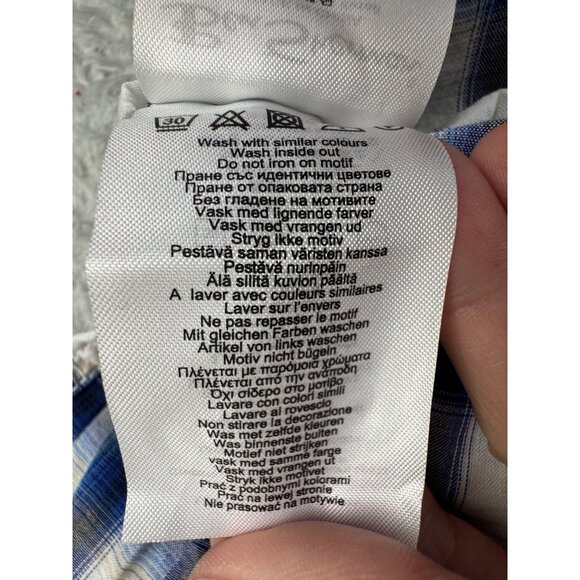 30
Wash with similar colours
Wash inside out
Do not iron on motif
Пране със идентични цветове
Пране от опаковата страна
Без гладене на мотивите
Vask med lignende farver
Vask med vrangen ud
Stryg ikke motiv
Pestävä saman väristen kanssa
Pestävä nurinpäin
Älä silitä kuvion päältä
A laver avec couleurs similaires
Laver sur l'envers
Ne pas repasser le motif
Mit gleichen Farben waschen
Artikel von links waschen
Motiv nicht bügeln
Πλένεται με παρόμοια χρώματα
Πλένεται από την ανάποδη
Όχι σίδερο στο μοτίβο
Lavare con colori simili
Lavare al rovescio
Non stirare la decorazione
Was met zelfde kleuren
Was binnenste buiten
Motief niet strijken
vask med samme farge
Vask med vrangen ut
Stryk ikke motivet
Prać z podobnymi kolorami
Prać na lewej stronie
Nie prasować na motywie